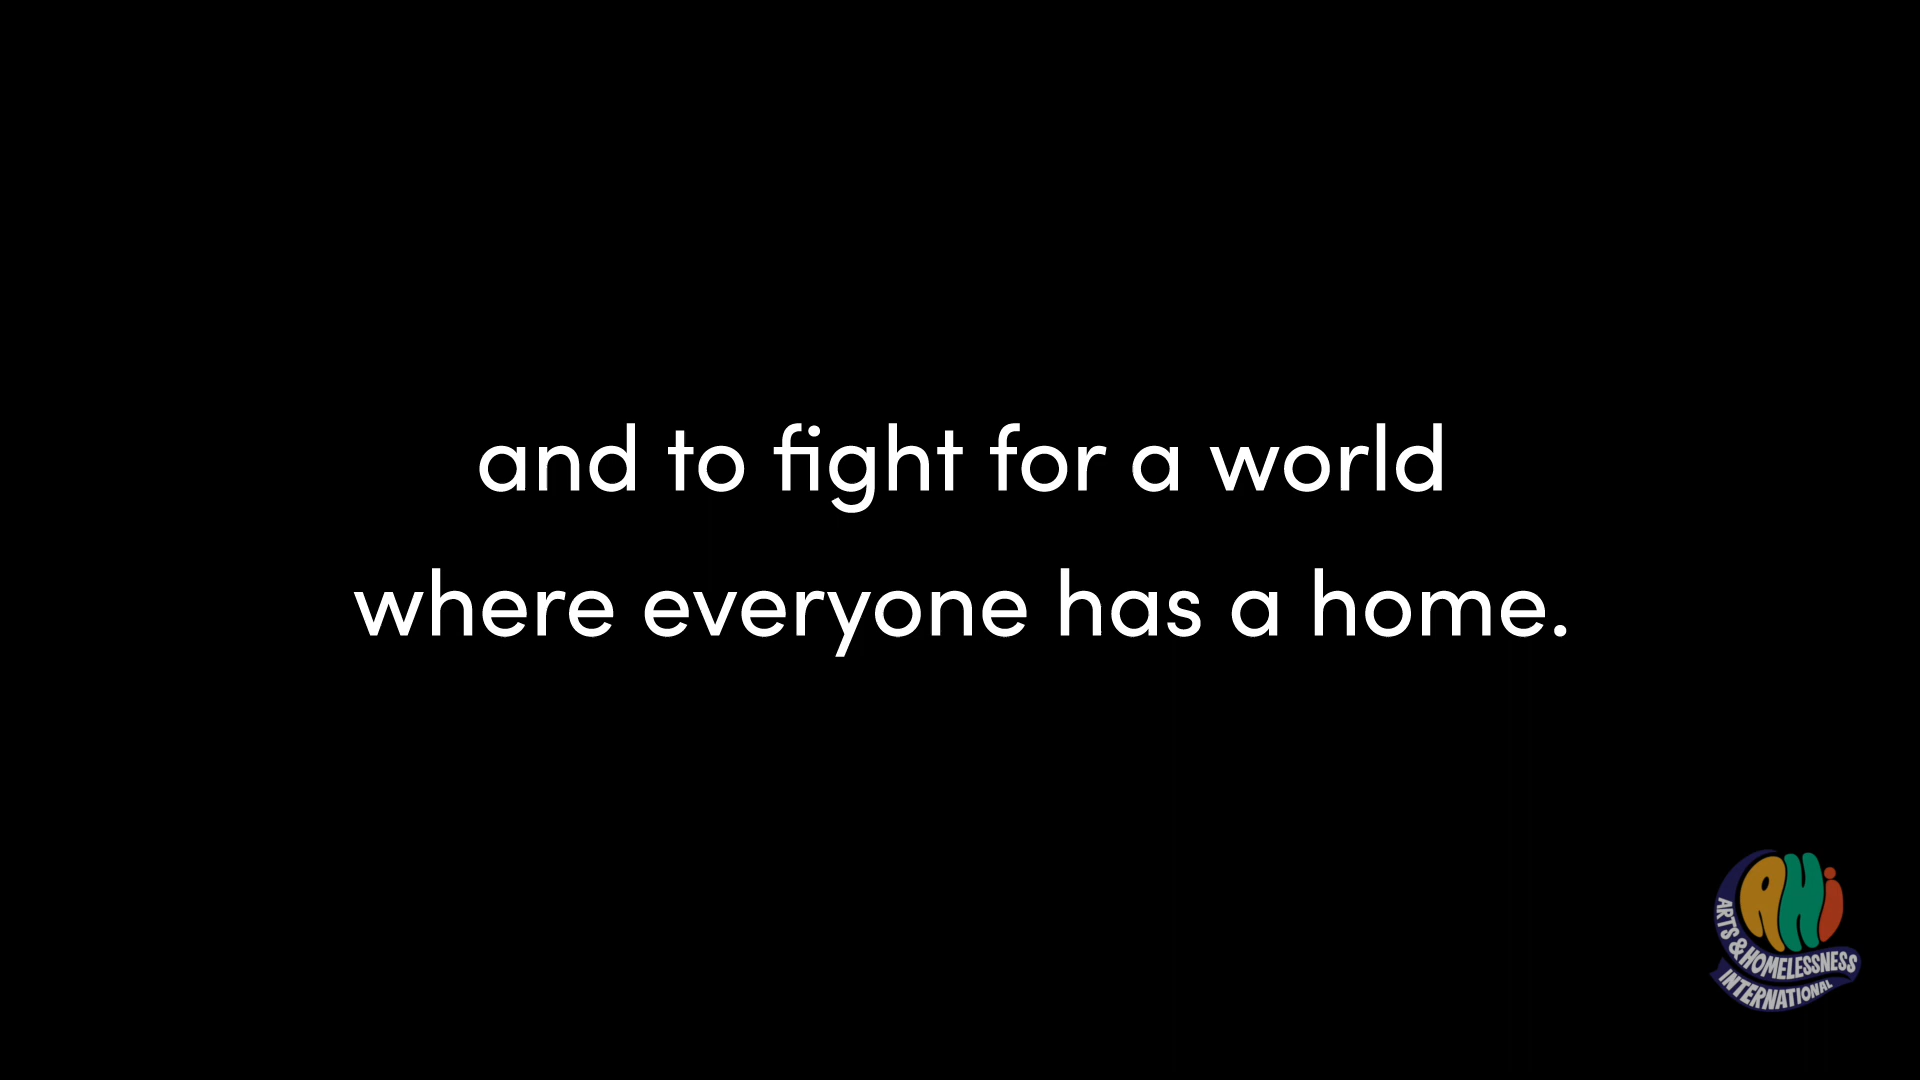 and to fight for a world
where everyone has a home.
AHi
ARTS & HOMELESSNESS
INTERNATIONAL